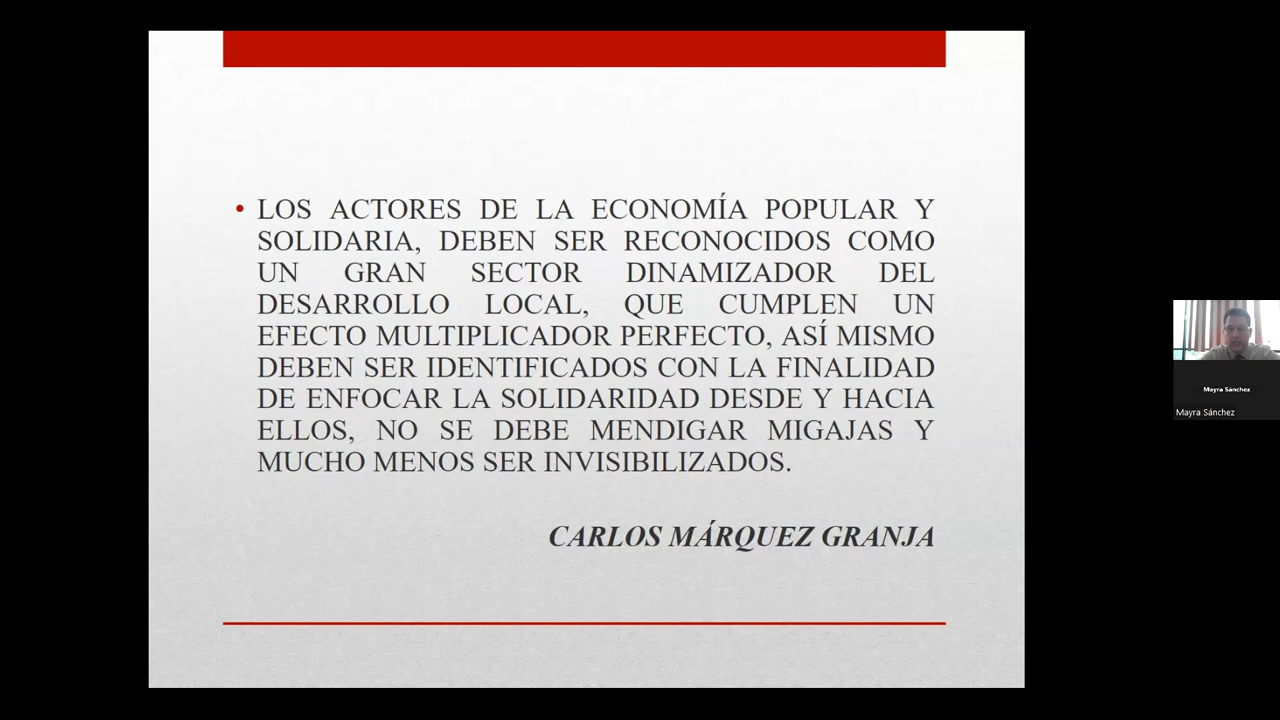 • LOS ACTORES DE LA ECONOMÍA POPULAR Y
SOLIDARIA, DEBEN SER RECONOCIDOS COMO
UN GRAN SECTOR DINAMIZADOR DEL
DESARROLLO LOCAL, QUE CUMPLEN UN
EFECTO MULTIPLICADOR PERFECTO, ASÍ MISMO
DEBEN SER IDENTIFICADOS CON LA FINALIDAD
DE ENFOCAR LA SOLIDARIDAD DESDE Y HACIA
ELLOS, NO SE DEBE MENDIGAR MIGAJAS Y
MUCHO MENOS SER INVISIBILIZADOS.
CARLOS MÁRQUEZ GRANJA
Mayra Sánchez
Mayra Sánchez